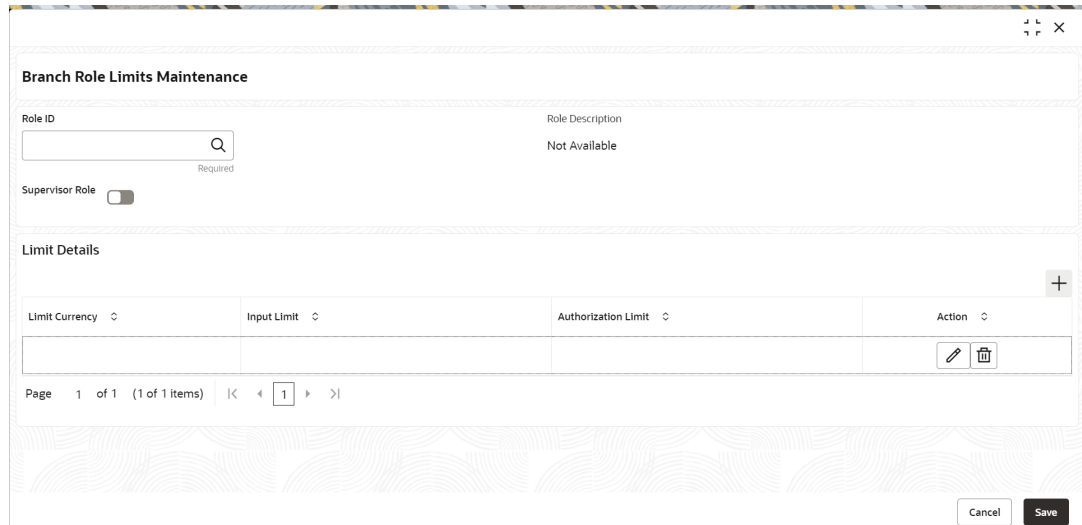 Branch Role Limits Maintenance
Role ID
Role Description
Not Available
Required
Supervisor Role
Limit Details
Limit Currency Input Limit Authorization Limit Action
Page 1 of 1 (1 of 1 items) 1
Cancel Save